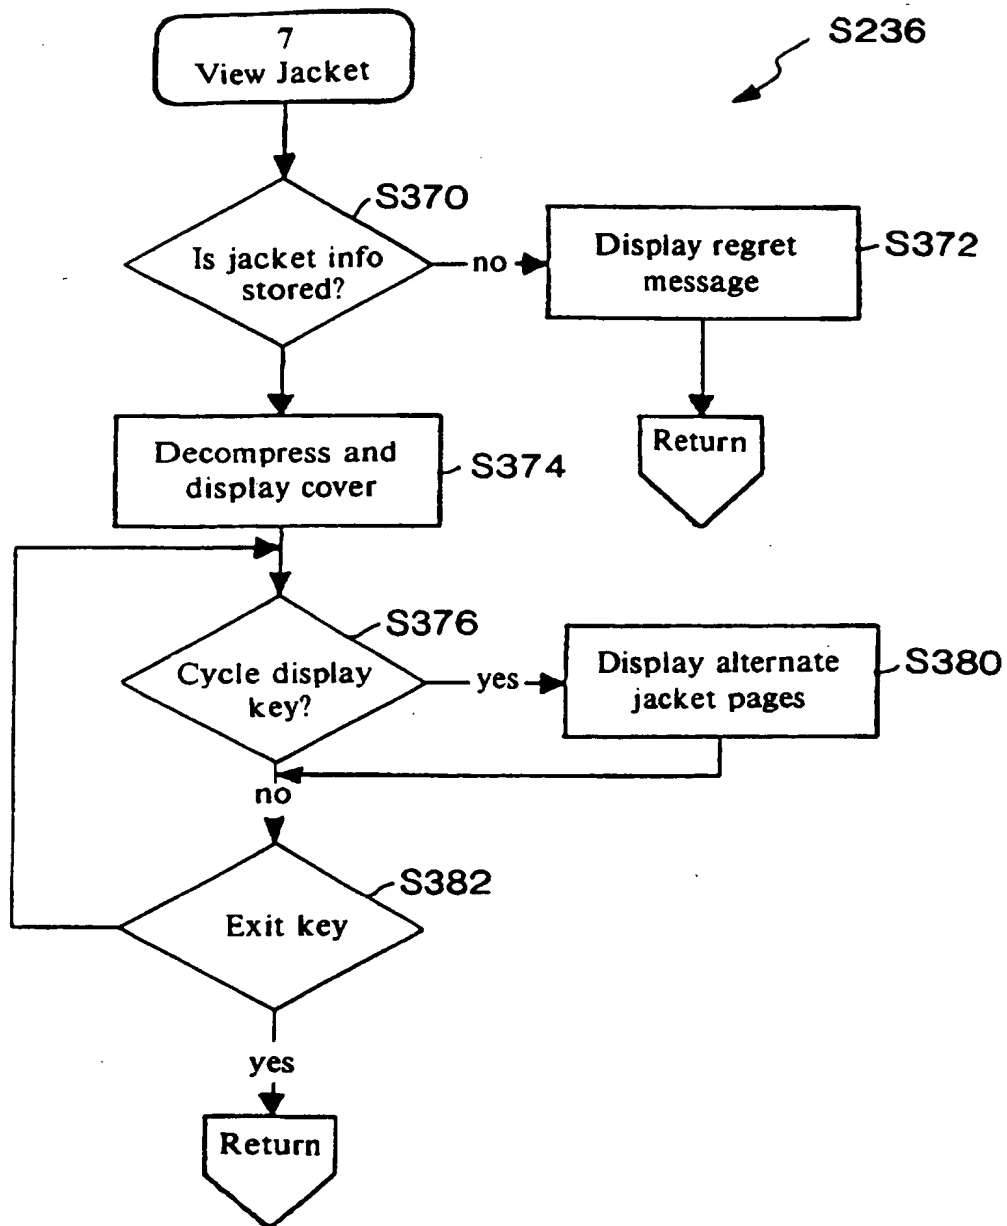 7
View Jacket
S236
S370
Is jacket info
stored?
no
Display regret
message
S372
Return
Decompress and
display cover
S374
S376
Cycle display
key?
yes
Display alternate
jacket pages
S380
no
S382
Exit key
yes
Return